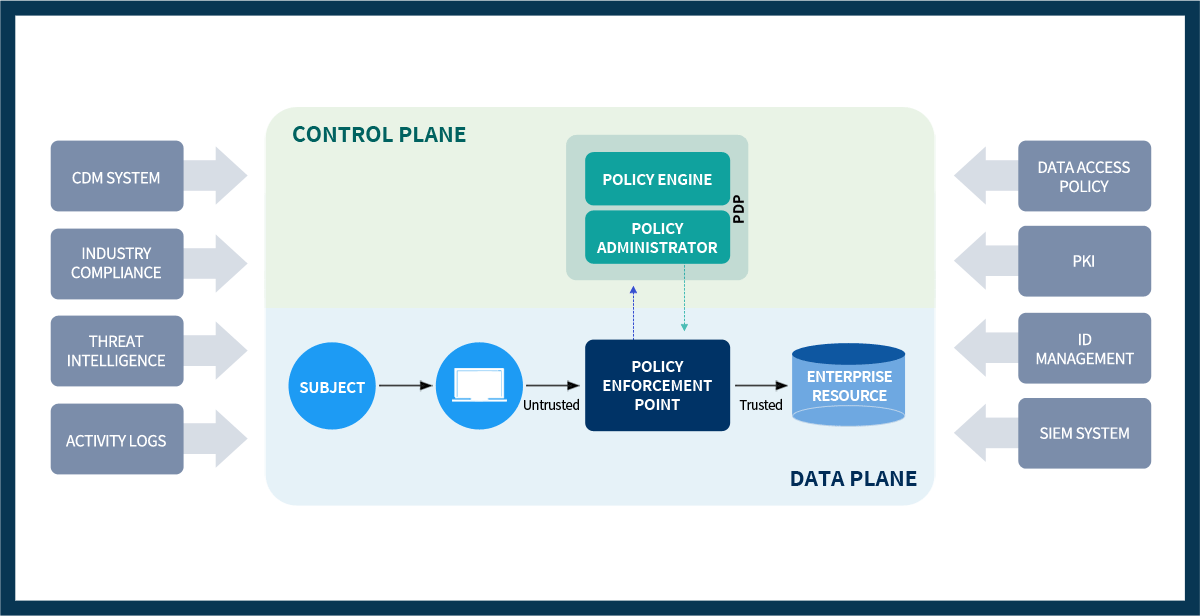 CONTROL PLANE
CDM SYSTEM
INDUSTRY
COMPLIANCE
THREAT
INTELLIGENCE
ACTIVITY LOGS
POLICY ENGINE
POLICY
ADMINISTRATOR
PDP
SUBJECT
Untrusted
POLICY
ENFORCEMENT
POINT
Trusted
ENTERPRISE
RESOURCE
DATA PLANE
DATA ACCESS
POLICY
PKI
ID
MANAGEMENT
SIEM SYSTEM